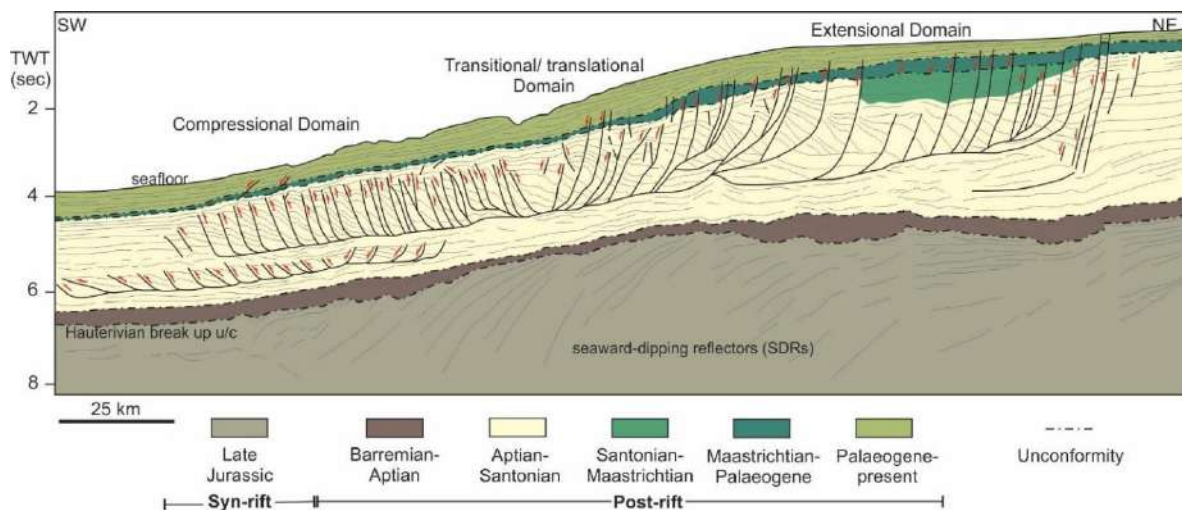 SW
NE
TWT
(sec)
Extensional Domain
Transitional/ translational
Domain
Compressional Domain
2
seafloor
4
6
Hauterivian break up u/c
seaward-dipping reflectors (SDRs)
8
25 km
Late
Jurassic
Barremian-
Aptian
Aptian-
Santonian
Santonian-
Maastrichtian
Maastrichtian-
Palaeogene
Palaeogene-
present
Unconformity
Syn-rift
Post-rift